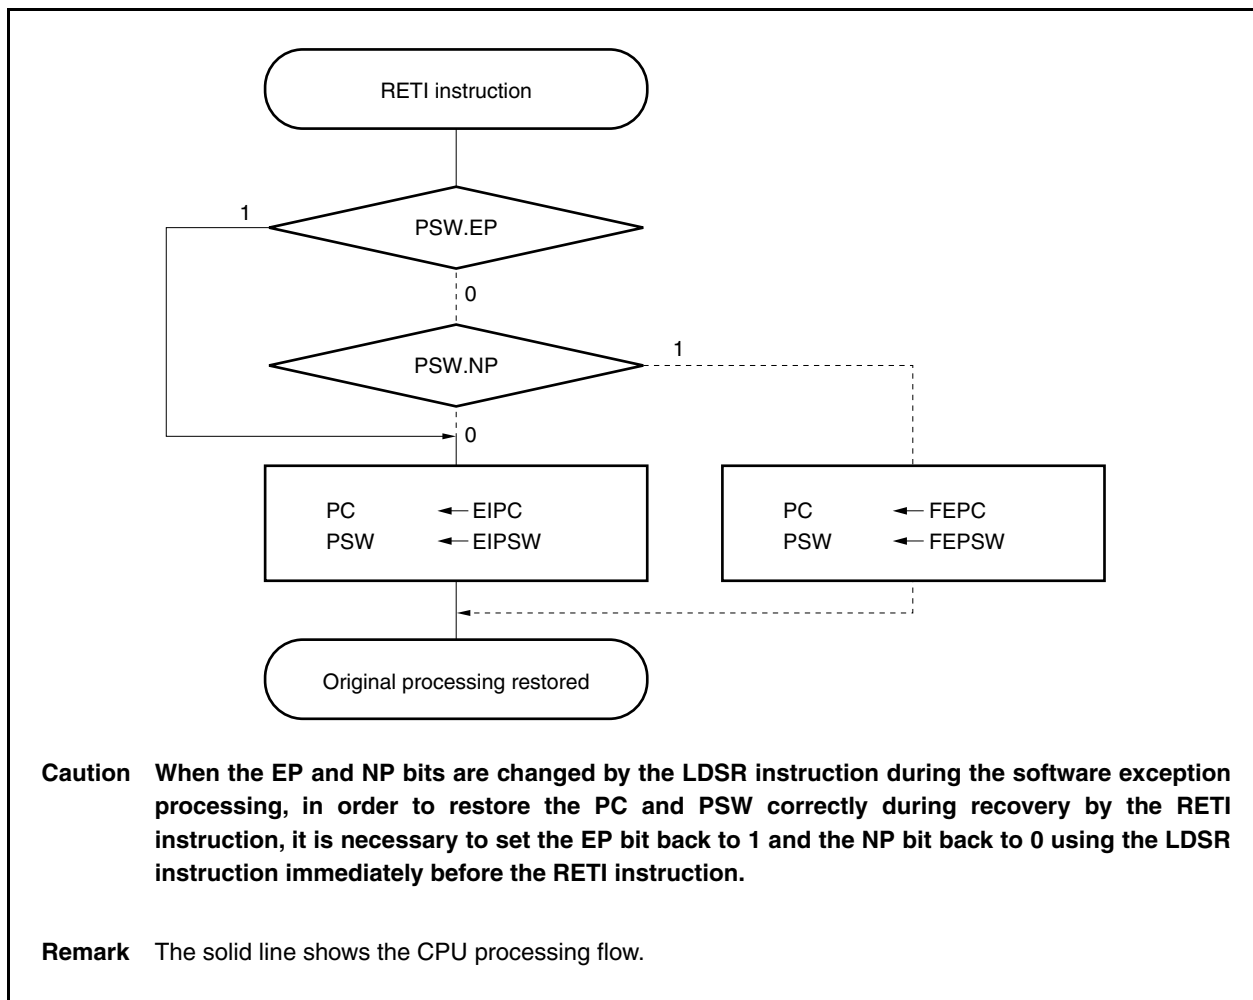 RETI instruction
1
PSW.EP
0
PSW.NP
1
0
PC ← EIPC
PSW ← EIPSW
PC ← FEPC
PSW ← FEPSW
Original processing restored
Caution When the EP and NP bits are changed by the LDSR instruction during the software exception
processing, in order to restore the PC and PSW correctly during recovery by the RETI
instruction, it is necessary to set the EP bit back to 1 and the NP bit back to 0 using the LDSR
instruction immediately before the RETI instruction.
Remark The solid line shows the CPU processing flow.